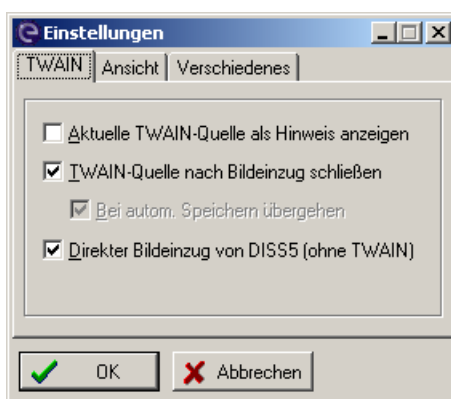 Einstellungen
TWAIN Ansicht Verschiedenes
Aktuelle TWAIN-Quelle als Hinweis anzeigen
TWAIN-Quelle nach Bildeinzug schließen
Bei autom. Speichern übergehen
Direkter Bildeinzug von DISS5 (ohne TWAIN)
OK Abbrechen